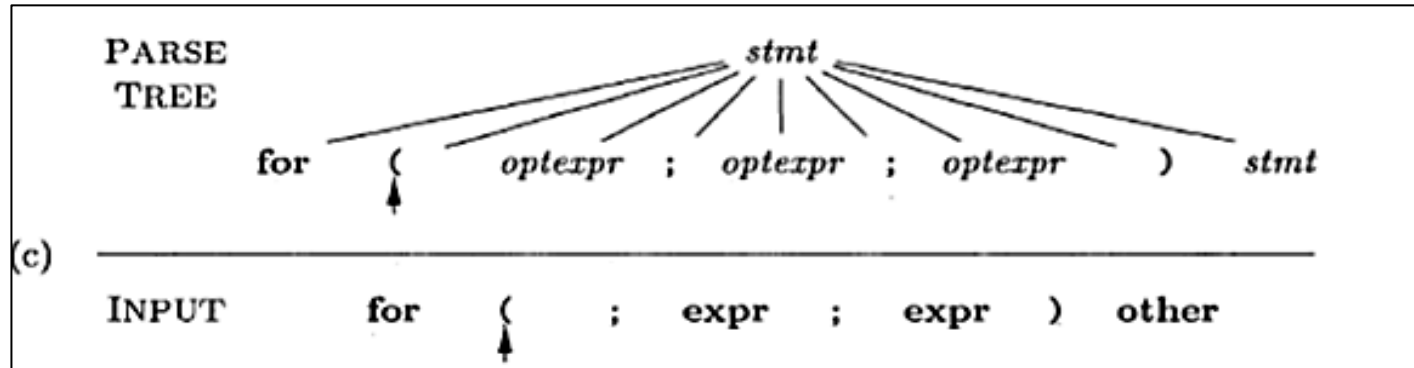 PARSE stmt
TREE
for ( optexpr ; optexpr ; optexpr ) stmt
(c)
INPUT for ( ; expr ; expr ) other